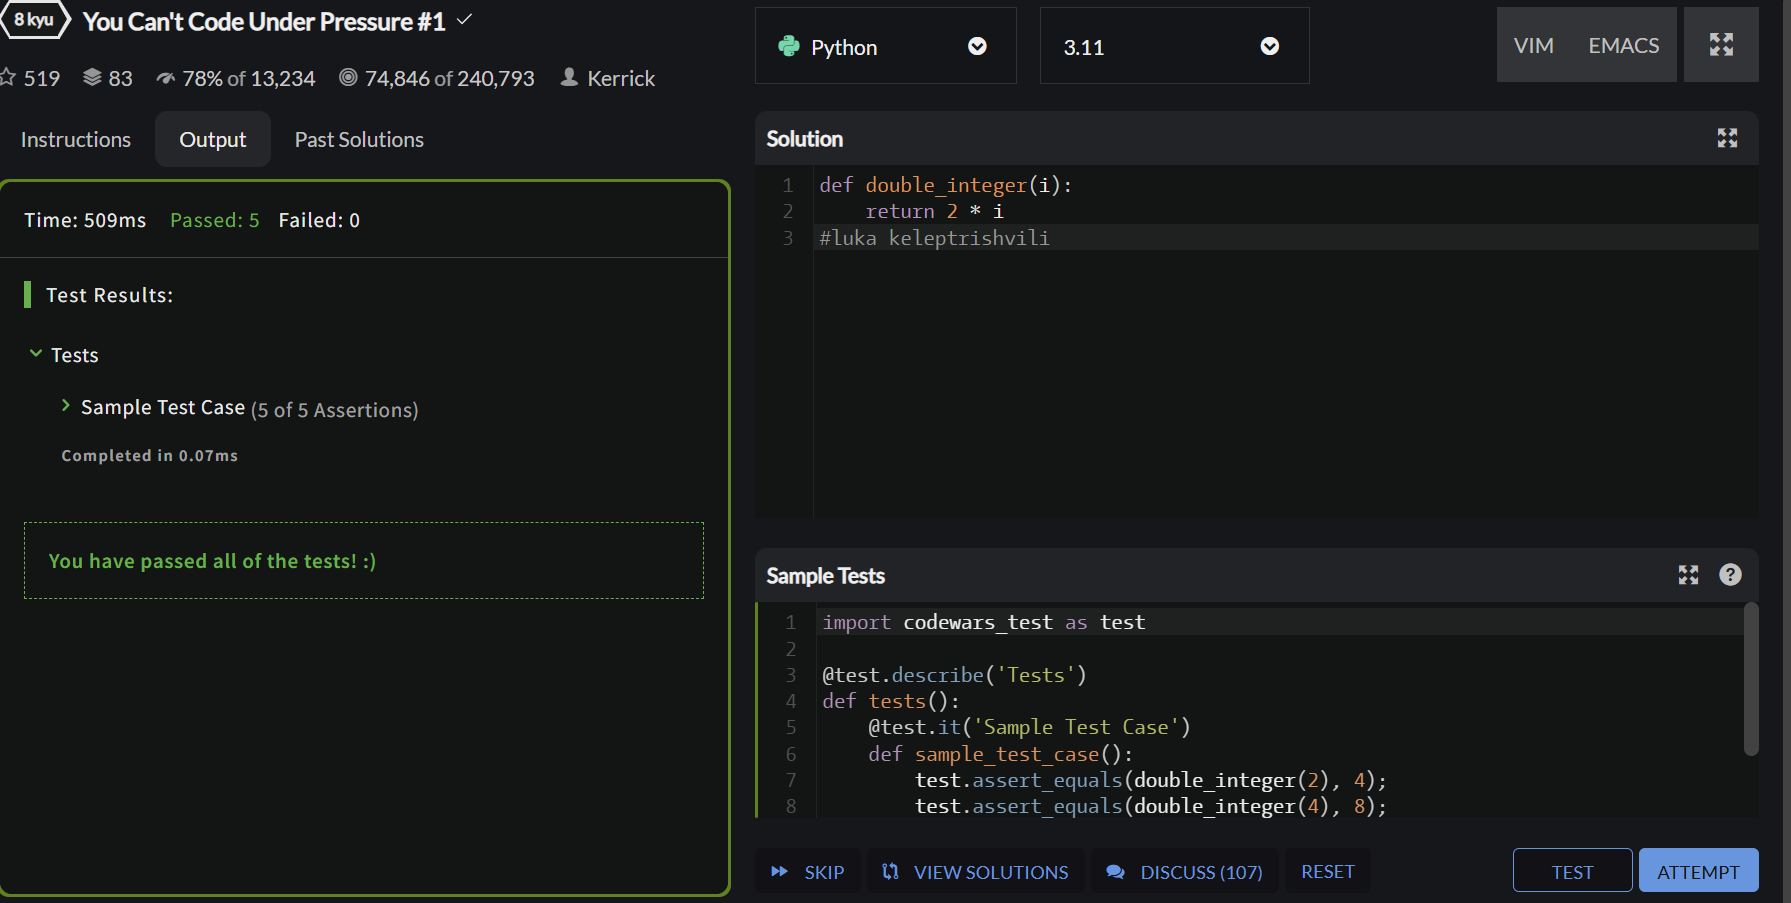 8 kyu You Can't Code Under Pressure #1
519 83 78% of 13,234 74,846 of 240,793 Kerrick
Instructions Output Past Solutions
Time: 509ms Passed: 5 Failed: 0
Test Results:
Tests
Sample Test Case (5 of 5 Assertions)
Completed in 0.07ms
You have passed all of the tests! :)
Python 3.11 VIM EMACS
Solution
1 def double_integer(i):
2     return 2 * i
3 #luka keleptrishvili
Sample Tests
1 import codewars_test as test
2
3 @test.describe('Tests')
4 def tests():
5     @test.it('Sample Test Case')
6     def sample_test_case():
7         test.assert_equals(double_integer(2), 4);
8         test.assert_equals(double_integer(4), 8);
SKIP VIEW SOLUTIONS DISCUSS (107) RESET TEST ATTEMPT